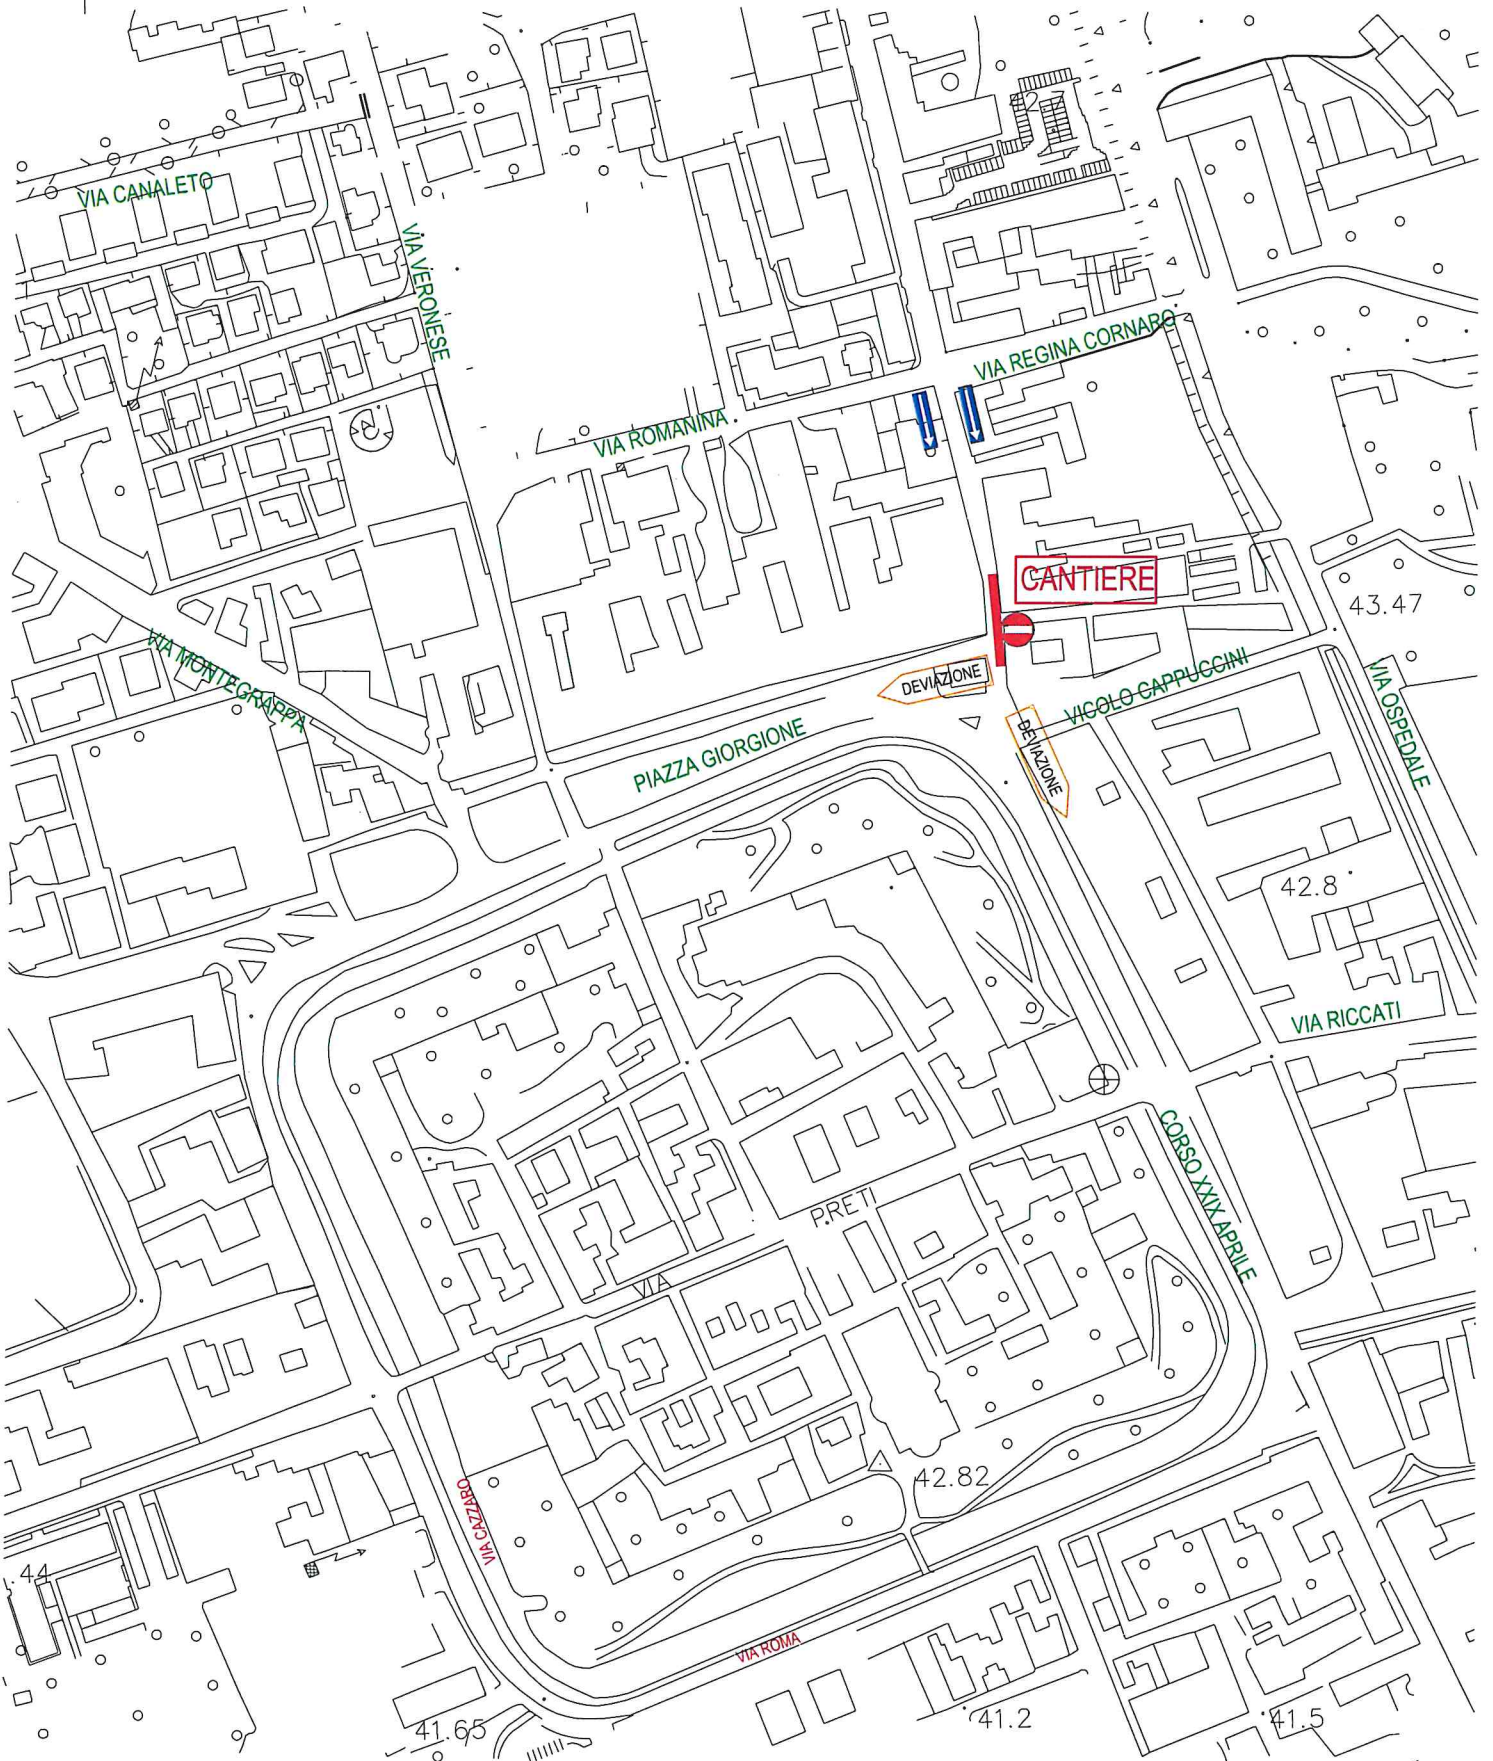 42.7
VIA CANALETO
VIA VERONESE
VIA REGINA CORNARO
VIA ROMANINA
CANTIERE
43.47
VIA MONTEGRAPPA
DEVIAZIONE
VICOLO CAPPUCCINI
VIA OSPEDALE
PIAZZA GIORGIONE
DEVIAZIONE
42.8
VIA RICCATI
CORSO XXIX APRILE
PRETI
VIA
42.82
VIA CAZZARO
44
VIA ROMA
41.65
41.2
41.5